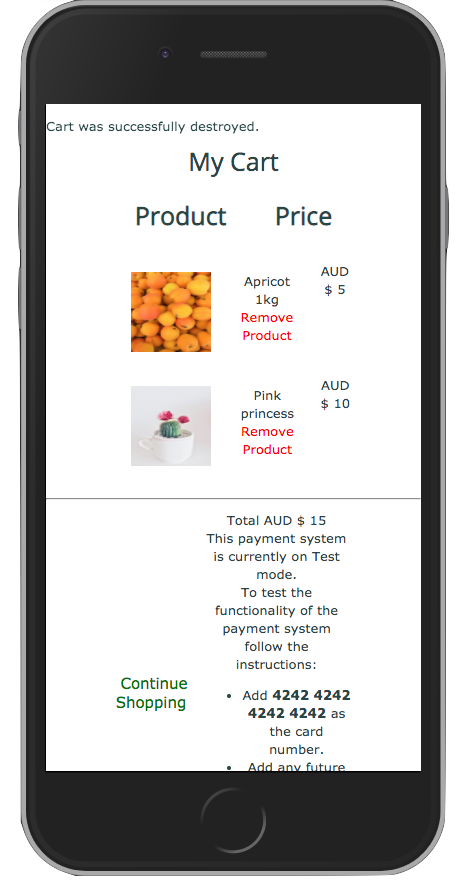 Cart was successfully destroyed.
My Cart
Product Price
Apricot
1kg
Remove
Product
AUD
$ 5
Pink
princess
Remove
Product
AUD
$ 10
Total AUD $ 15
This payment system
is currently on Test
mode.
To test the
functionality of the
payment system
follow the
instructions:
Continue
Shopping
• Add 4242 4242
4242 4242 as
the card
number.
• Add any future